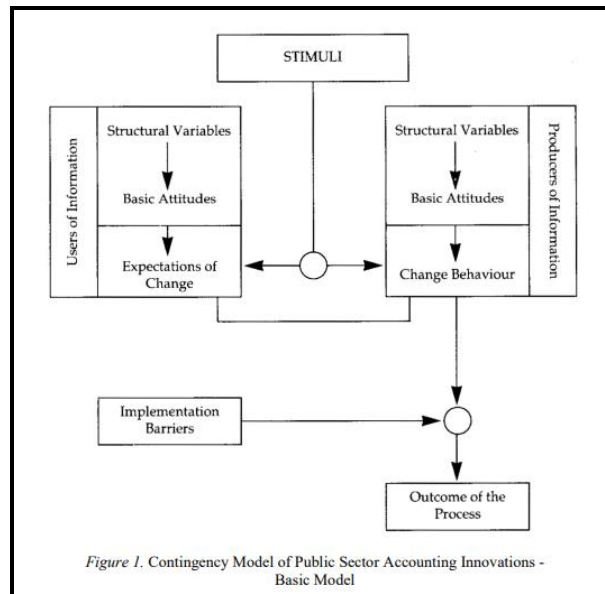 STIMULI
Users of Information
Structural Variables
Basic Attitudes
Expectations of
Change
Structural Variables
Basic Attitudes
Change Behaviour
Producers of Information
Implementation
Barriers
Outcome of the
Process
Figure 1. Contingency Model of Public Sector Accounting Innovations -
Basic Model